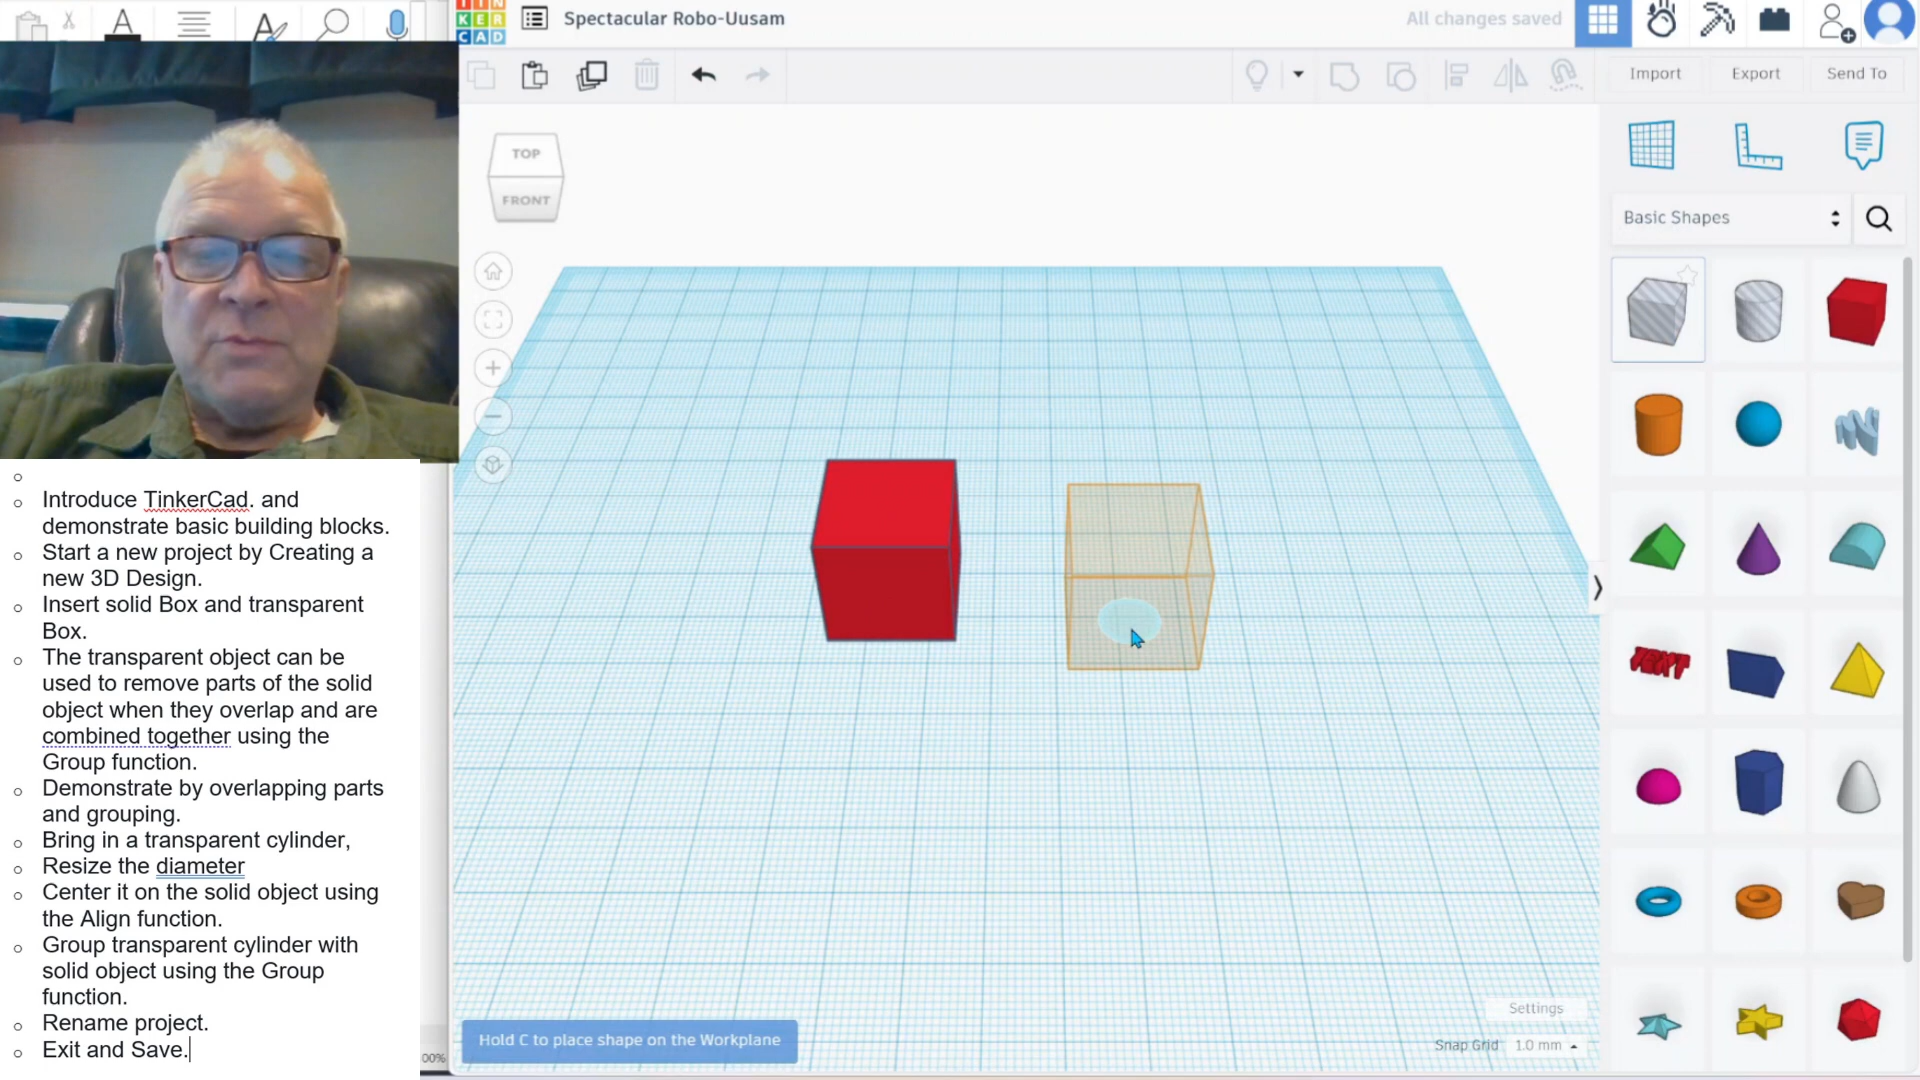 TIN
KER
CAD
Spectacular Robo-Uusam
All changes saved
Import
Export
Send To
TOP
FRONT
Basic Shapes
TEXT
Introduce TinkerCad. and
demonstrate basic building blocks.
Start a new project by Creating a
new 3D Design.
Insert solid Box and transparent
Box.
The transparent object can be
used to remove parts of the solid
object when they overlap and are
combined together using the
Group function.
Demonstrate by overlapping parts
and grouping.
Bring in a transparent cylinder,
Resize the diameter
Center it on the solid object using
the Align function.
Group transparent cylinder with
solid object using the Group
function.
Rename project.
Exit and Save.
00%
Hold C to place shape on the Workplane
Settings
Snap Grid 1.0 mm